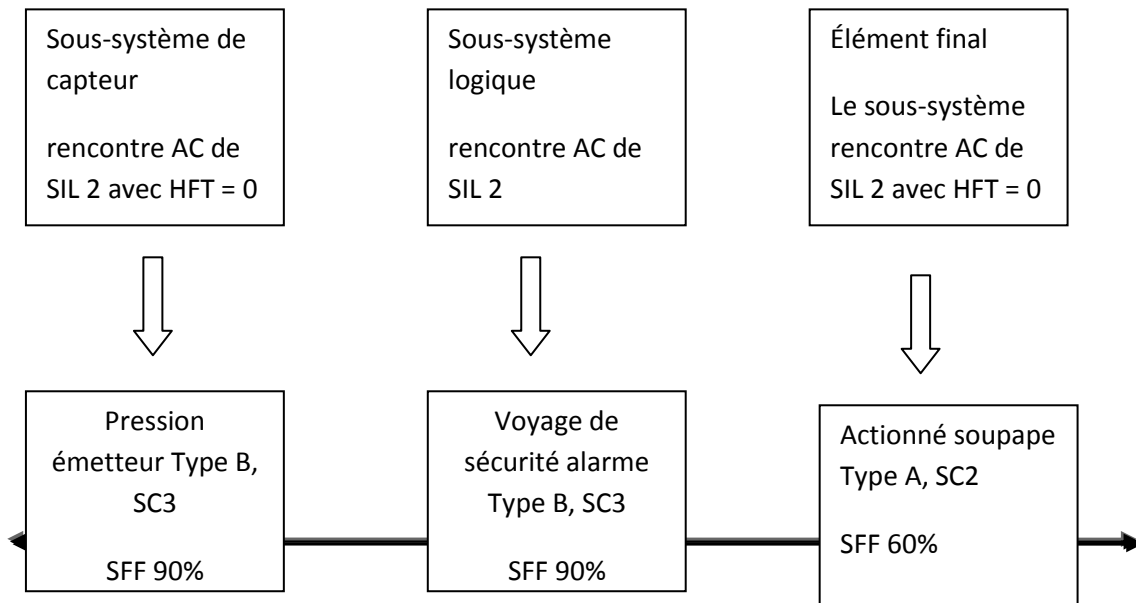 Sous-système de
capteur
rencontre AC de
SIL 2 avec HFT = 0
Sous-système
logique
rencontre AC de
SIL 2
Élément final
Le sous-système
rencontre AC de
SIL 2 avec HFT = 0
Pression
émetteur Type B,
SC3
SFF 90%
Voyage de
sécurité alarme
Type B, SC3
SFF 90%
Actionné soupape
Type A, SC2
SFF 60%